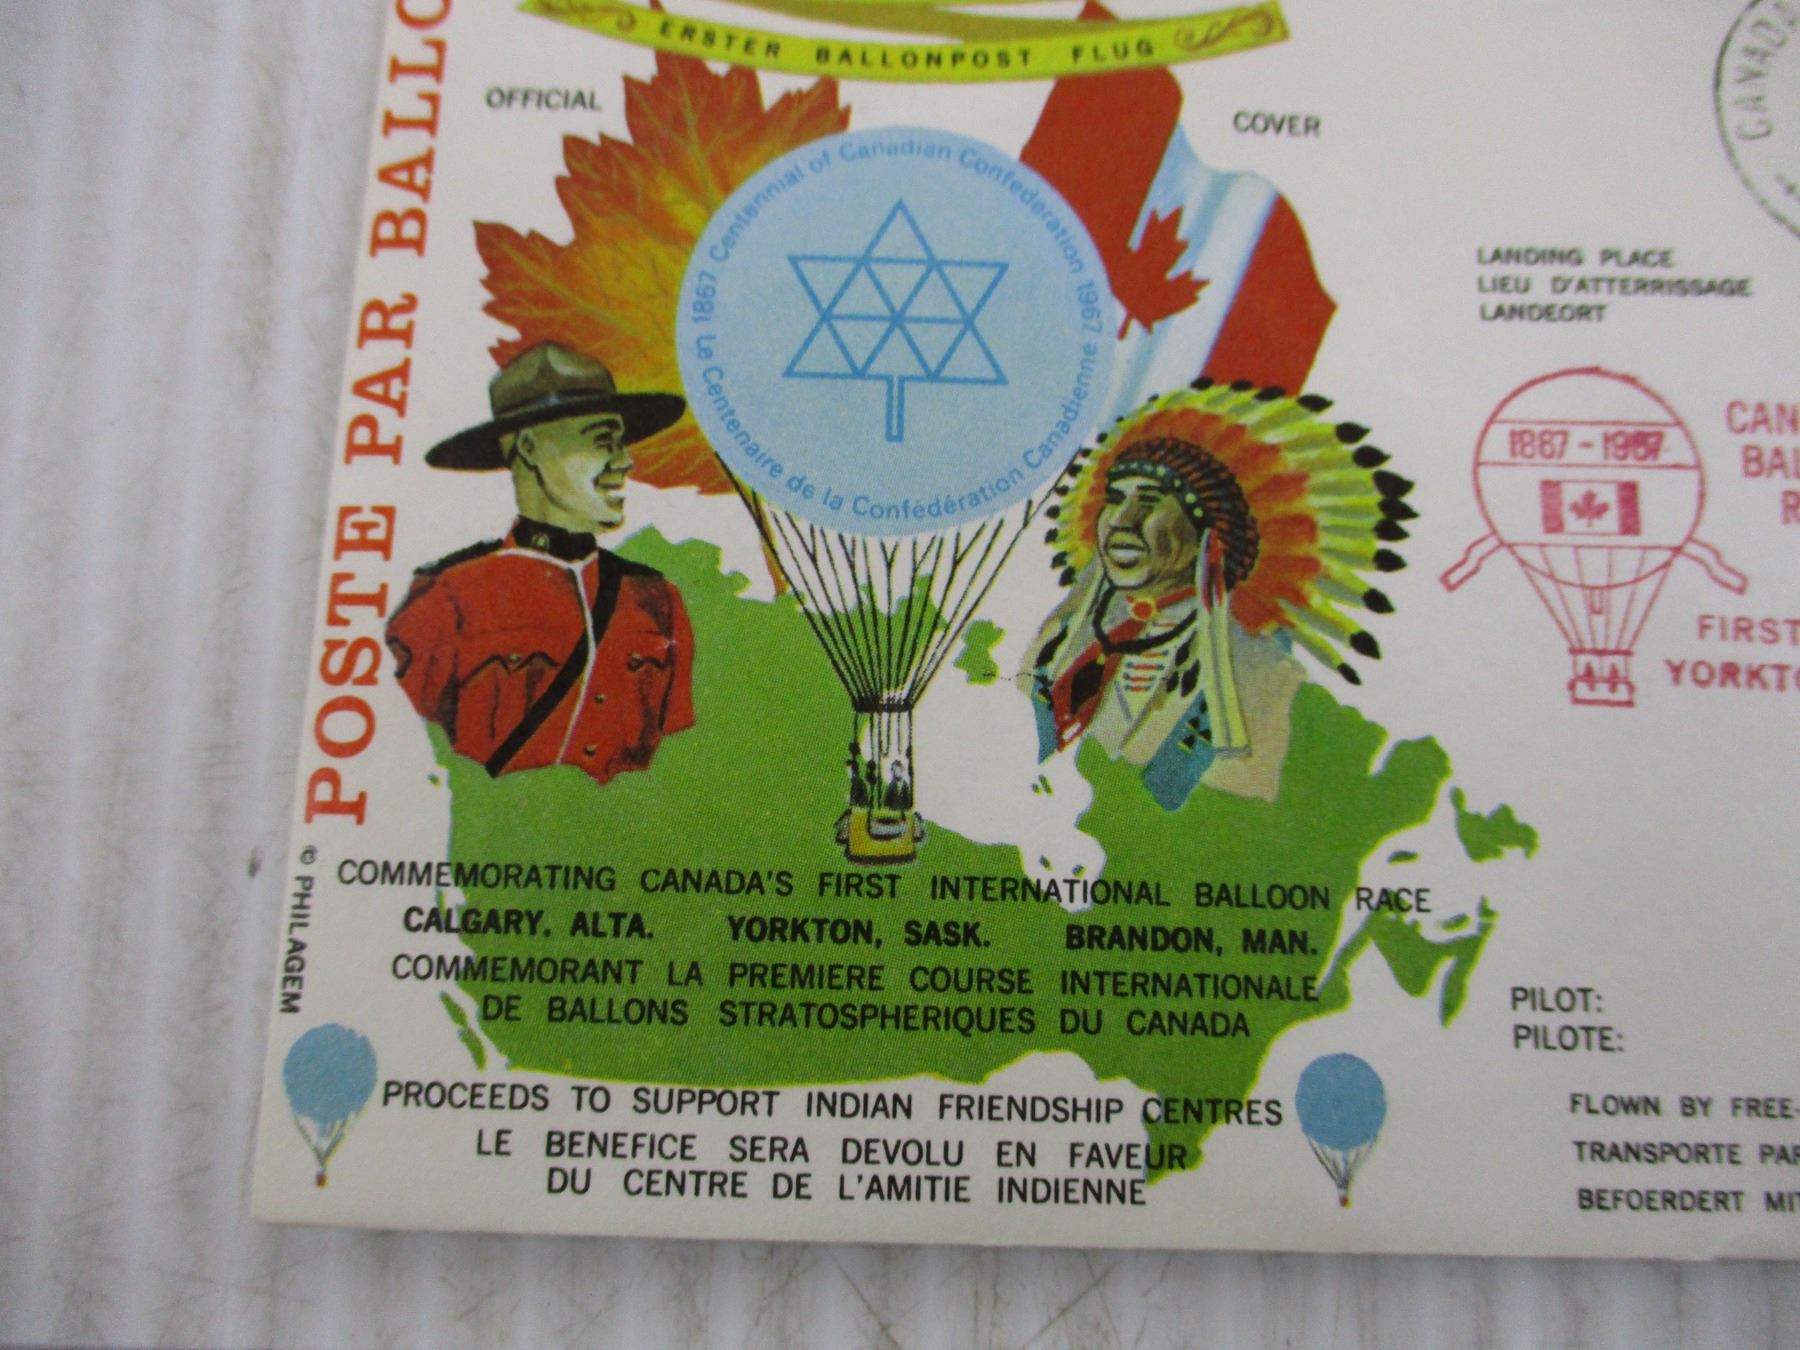 ERSTER BALLONPOST FLUG
OFFICIAL
COVER
POSTE PAR
Centennial of Canadian Confederation 1967
Le Centenaire de la Confédération Canadienne
1867
CANADA
LANDING PLACE
LIEU D'ATTERRISSAGE
LANDEORT
1867 - 1967
FIRST
© PHILAGEM
COMMEMORATING CANADA'S FIRST INTERNATIONAL BALLOON RACE
CALGARY. ALTA. YORKTON, SASK. BRANDON, MAN.
COMMEMORANT LA PREMIERE COURSE INTERNATIONALE
DE BALLONS STRATOSPHERIQUES DU CANADA
PROCEEDS TO SUPPORT INDIAN FRIENDSHIP CENTRES
LE BENEFICE SERA DEVOLU EN FAVEUR
DU CENTRE DE L'AMITIE INDIENNE
PILOT:
PILOTE:
FLOWN BY FREE-
TRANSPORTE PAR
BEFOERDERT MIT